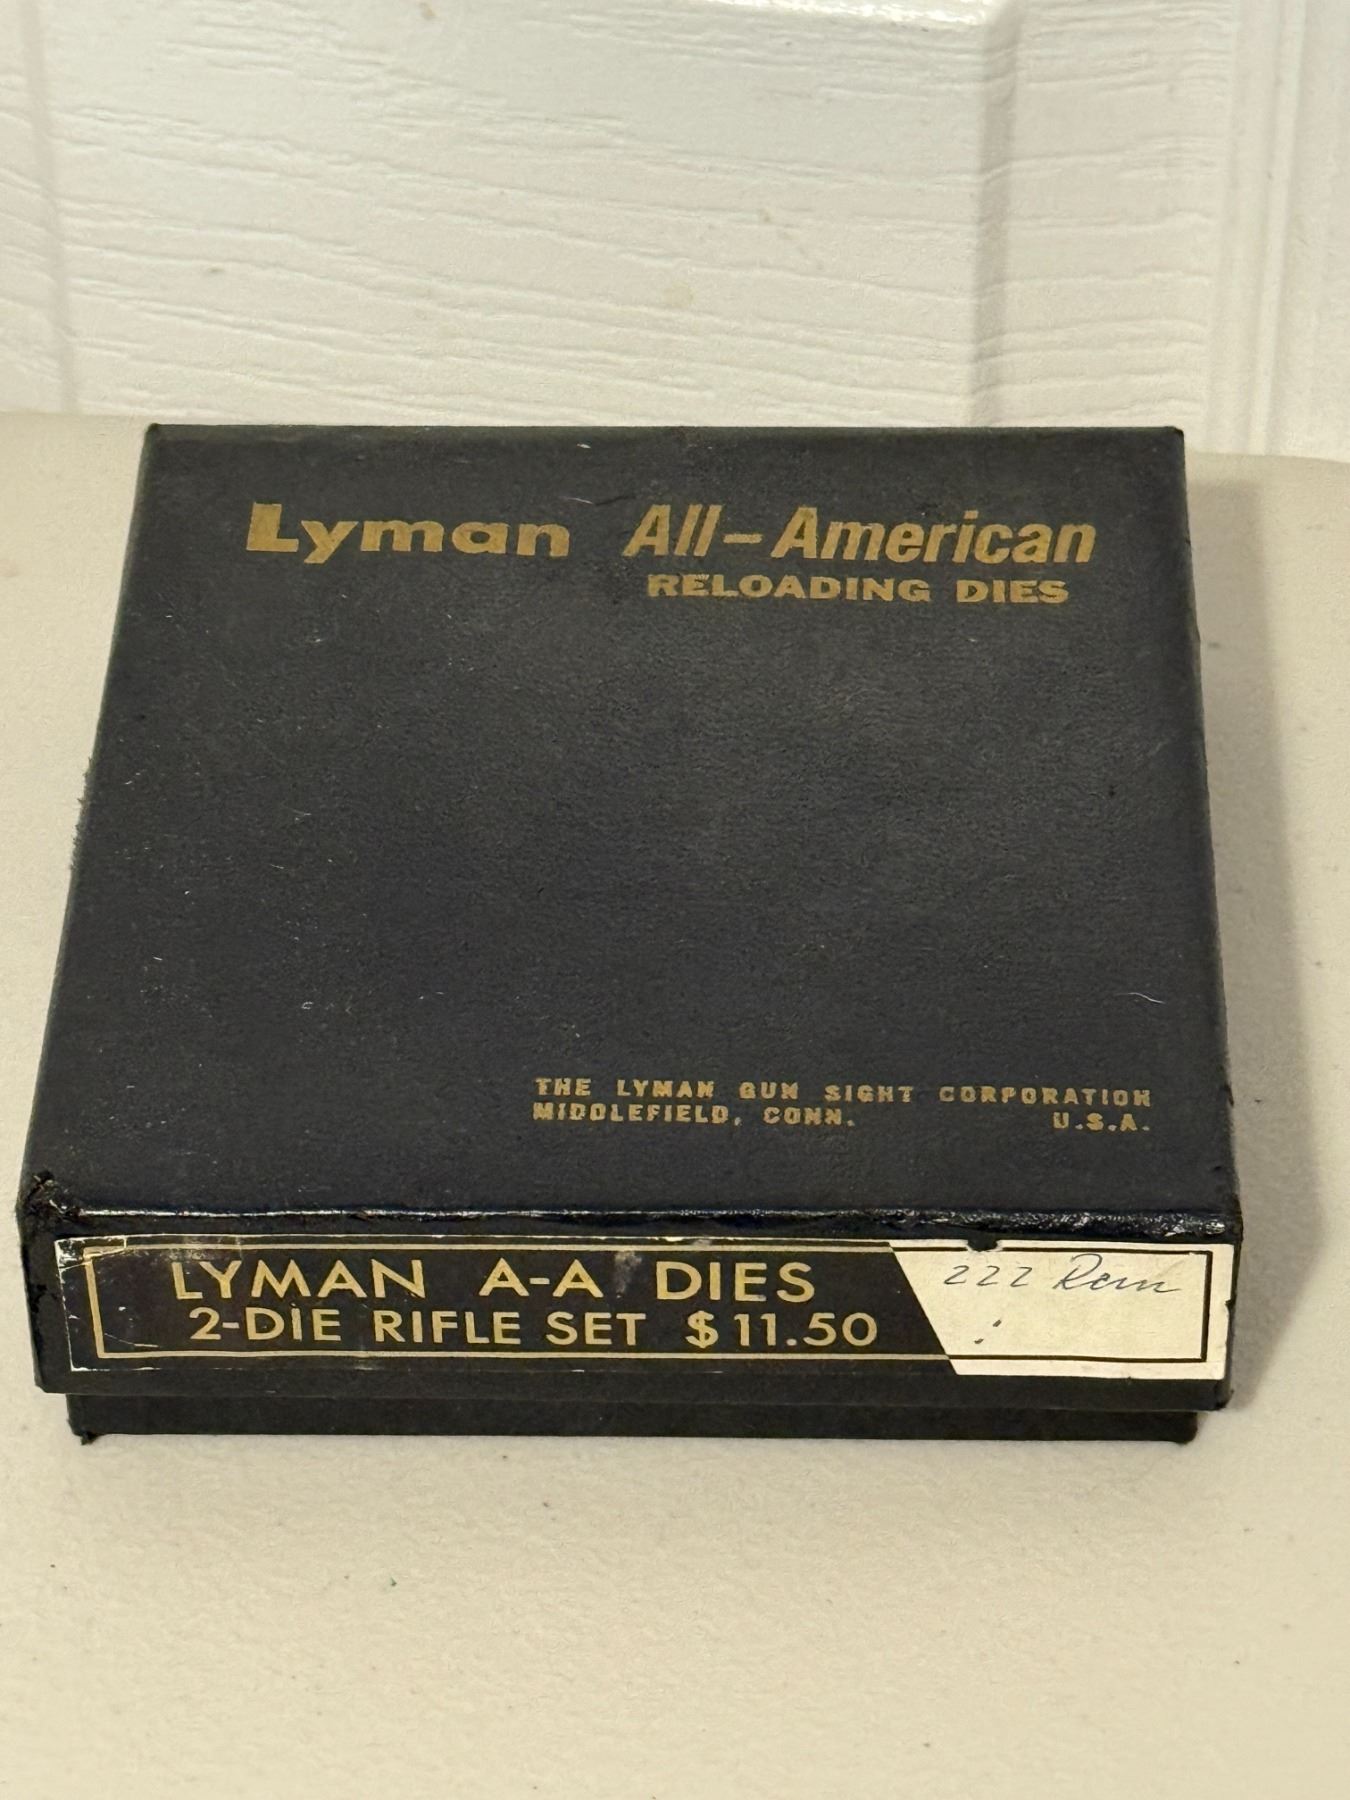 Lyman All-American
RELOADING DIES
THE LYMAN GUN SIGHT CORPORATION
MIDDLEFIELD, CONN. U.S.A.
LYMAN A-A DIES
2-DIE RIFLE SET $11.50
222 Rem